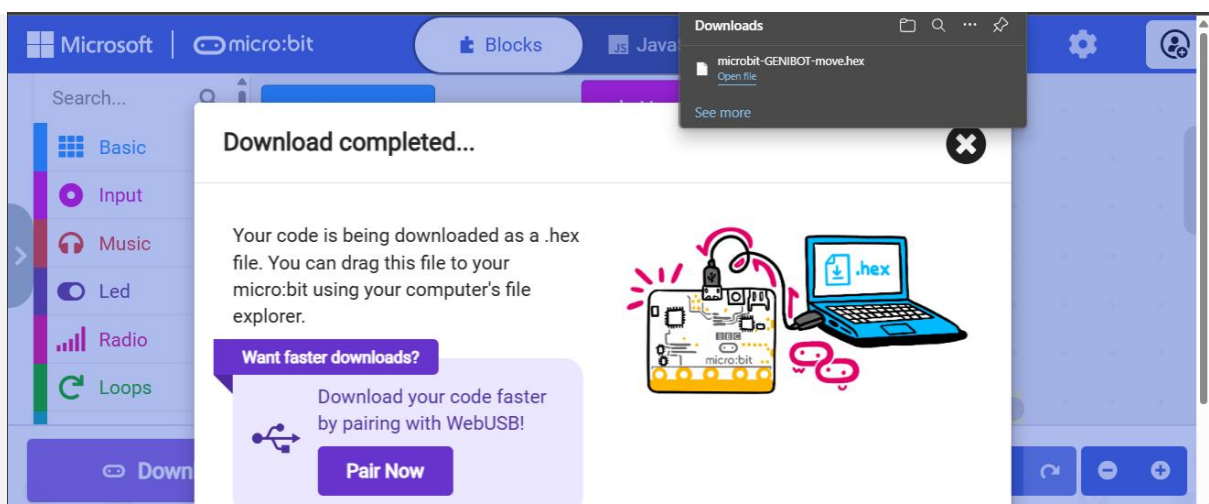 Microsoft
micro:bit
Blocks
JS Java
Downloads
microbit-GENIBOT-move.hex
Open file
See more
Search...
Basic
Input
Music
Led
Radio
Loops
Down
Download completed...
Your code is being downloaded as a .hex
file. You can drag this file to your
micro:bit using your computer's file
explorer.
Want faster downloads?
Download your code faster
by pairing with WebUSB!
Pair Now
.hex
BBC
micro:bit